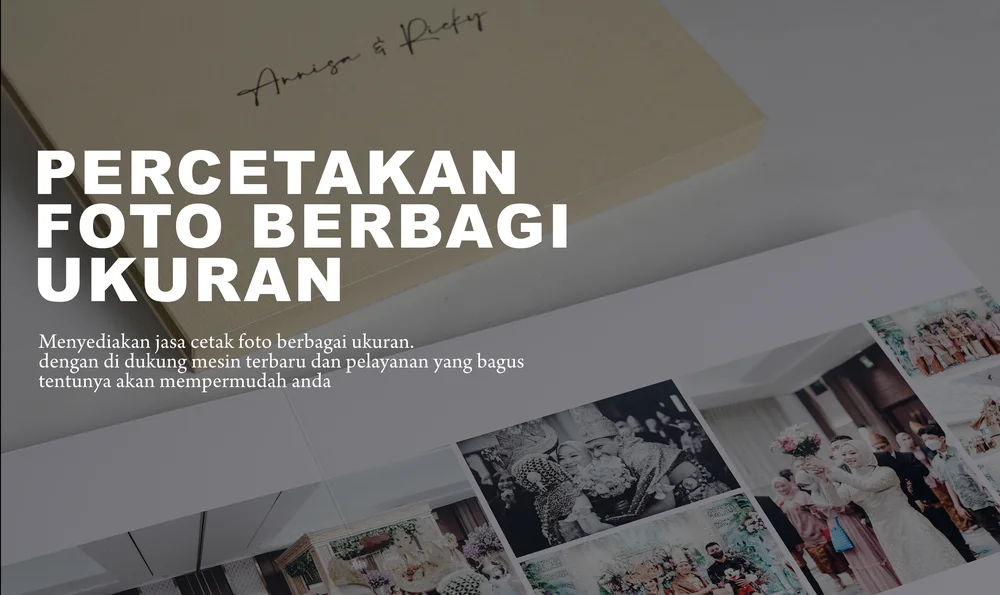 Annisa & Ricky
PERCETAKAN
FOTO BERBAGI
UKURAN
Menyediakan jasa cetak foto berbagai ukuran.
dengan di dukung mesin terbaru dan pelayanan yang bagus
tentunya akan mempermudah anda